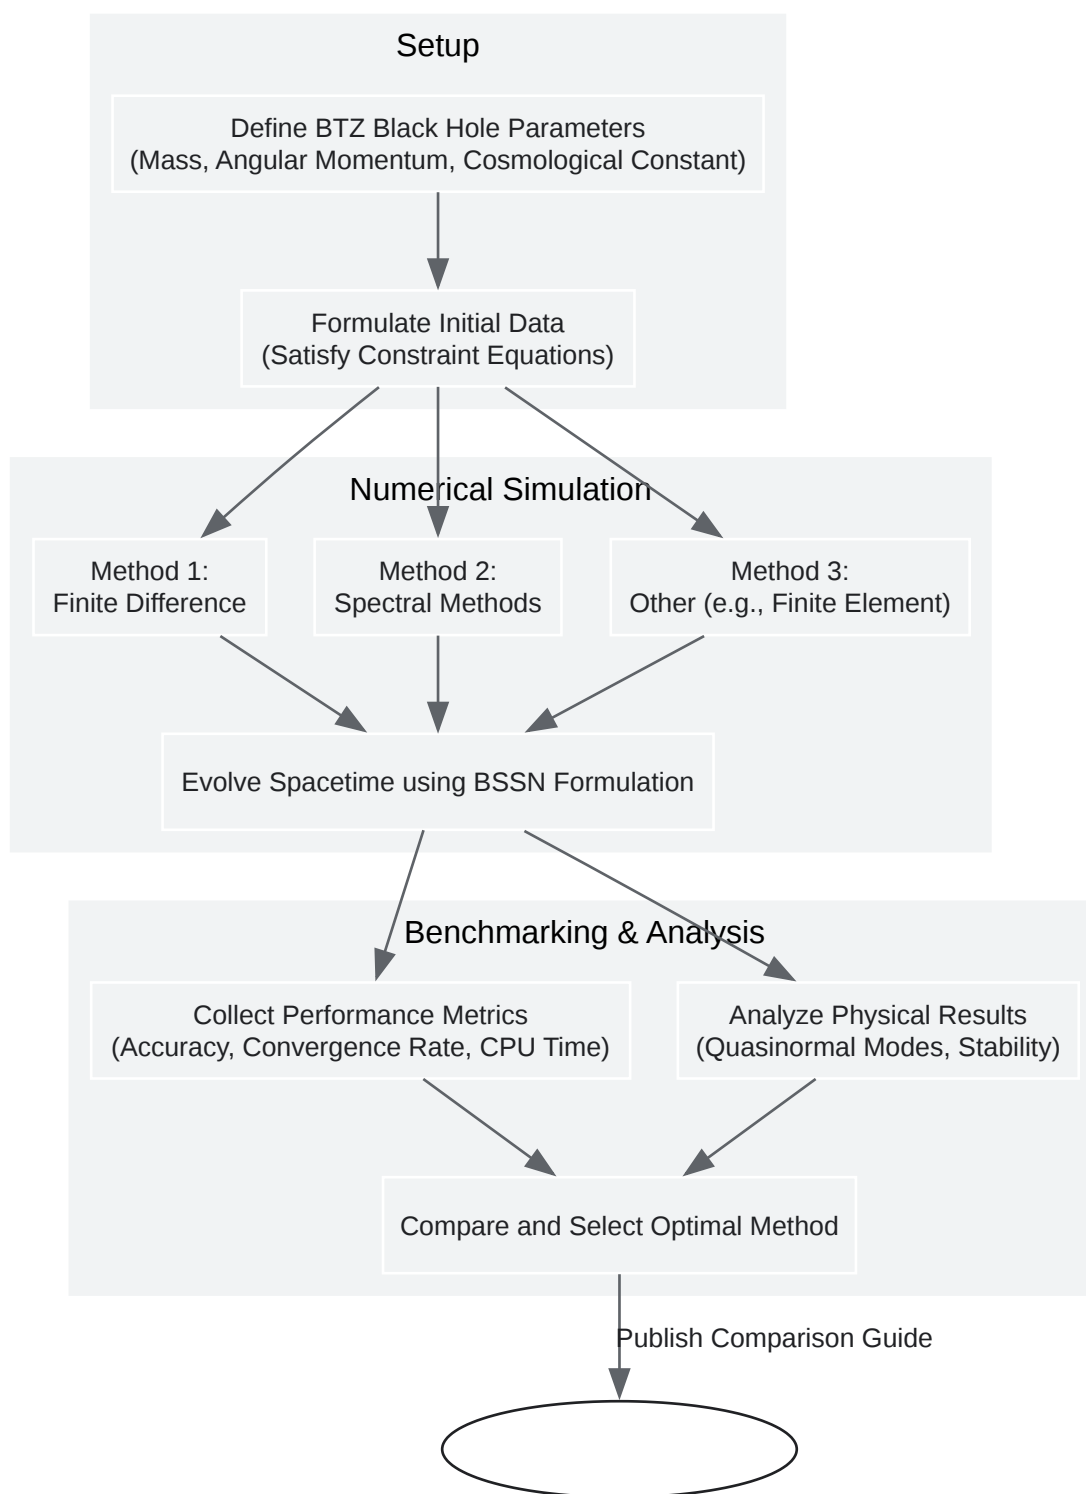 Setup
Define BTZ Black Hole Parameters
(Mass, Angular Momentum, Cosmological Constant)
Formulate Initial Data
(Satisfy Constraint Equations)
Numerical Simulation
Method 1:
Finite Difference
Method 2:
Spectral Methods
Method 3:
Other (e.g., Finite Element)
Evolve Spacetime using BSSN Formulation
Benchmarking & Analysis
Collect Performance Metrics
(Accuracy, Convergence Rate, CPU Time)
Analyze Physical Results
(Quasinormal Modes, Stability)
Compare and Select Optimal Method
Publish Comparison Guide